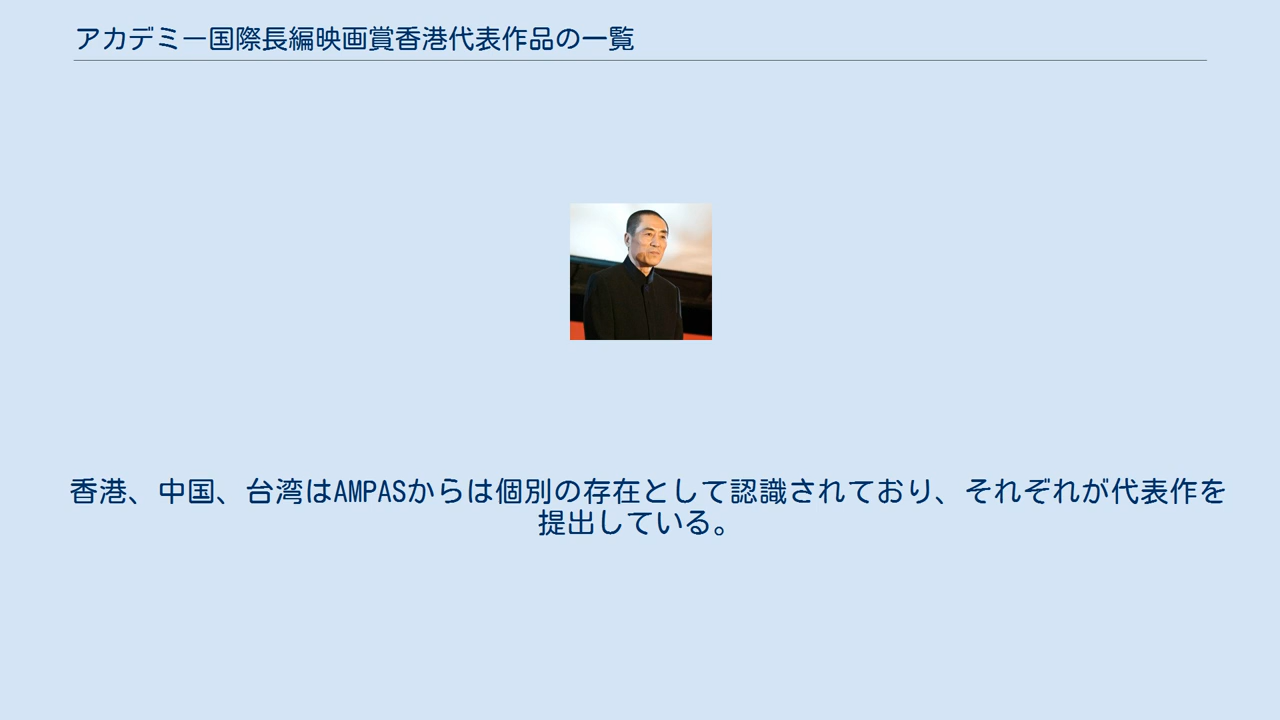 アカデミー国際長編映画賞香港代表作品の一覧
香港、中国、台湾はAMPASからは個別の存在として認識されており、それぞれが代表作を
提出している。